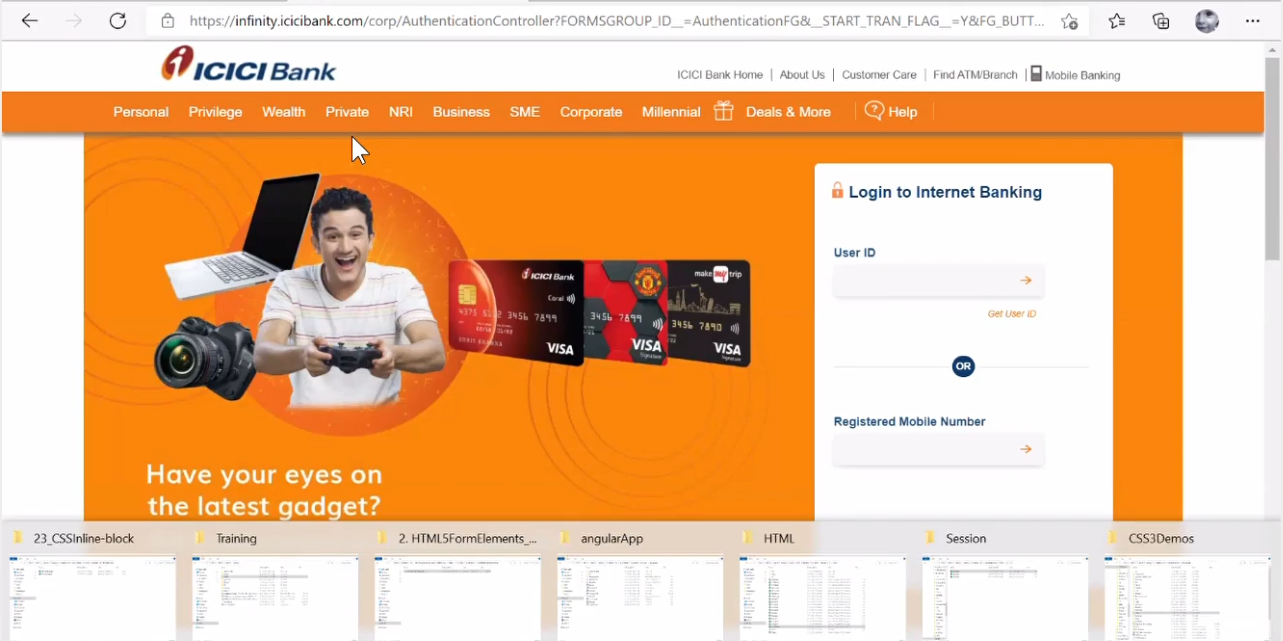 https://infinity.icicibank.com/corp/AuthenticationController?FORMSGROUP_ID__=AuthenticationFG&__START_TRAN_FLAG__=Y&FG_BUTT...
ICICI Bank
ICICI Bank Home | About Us | Customer Care | Find ATM/Branch | Mobile Banking
Personal Privilege Wealth Private NRI Business SME Corporate Millennial Deals & More Help
Login to Internet Banking
User ID
Get User ID
OR
Registered Mobile Number
ICICI Bank
Coral
3456 7899
VISA
3456 7899
VISA
Signature
make my trip
3456 7890
VISA
Signature
Have your eyes on
the latest gadget?
23_CSSInline-block Training 2. HTML5FormElements_... angularApp HTML Session CSS3Demos